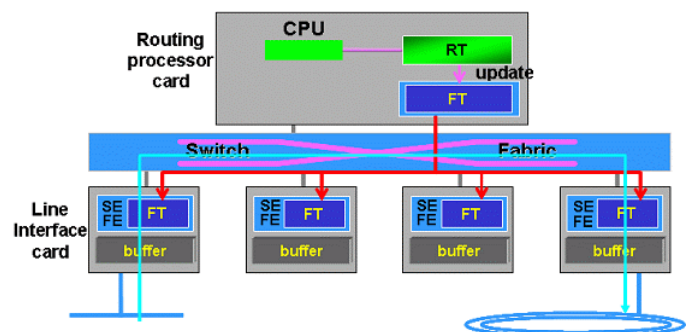 CPU
Routing
processor
card
RT
update
FT
Switch Fabric
Line
Interface
card
SE
FE
FT
buffer
SE
FE
FT
buffer
SE
FE
FT
buffer
SE
FE
FT
buffer